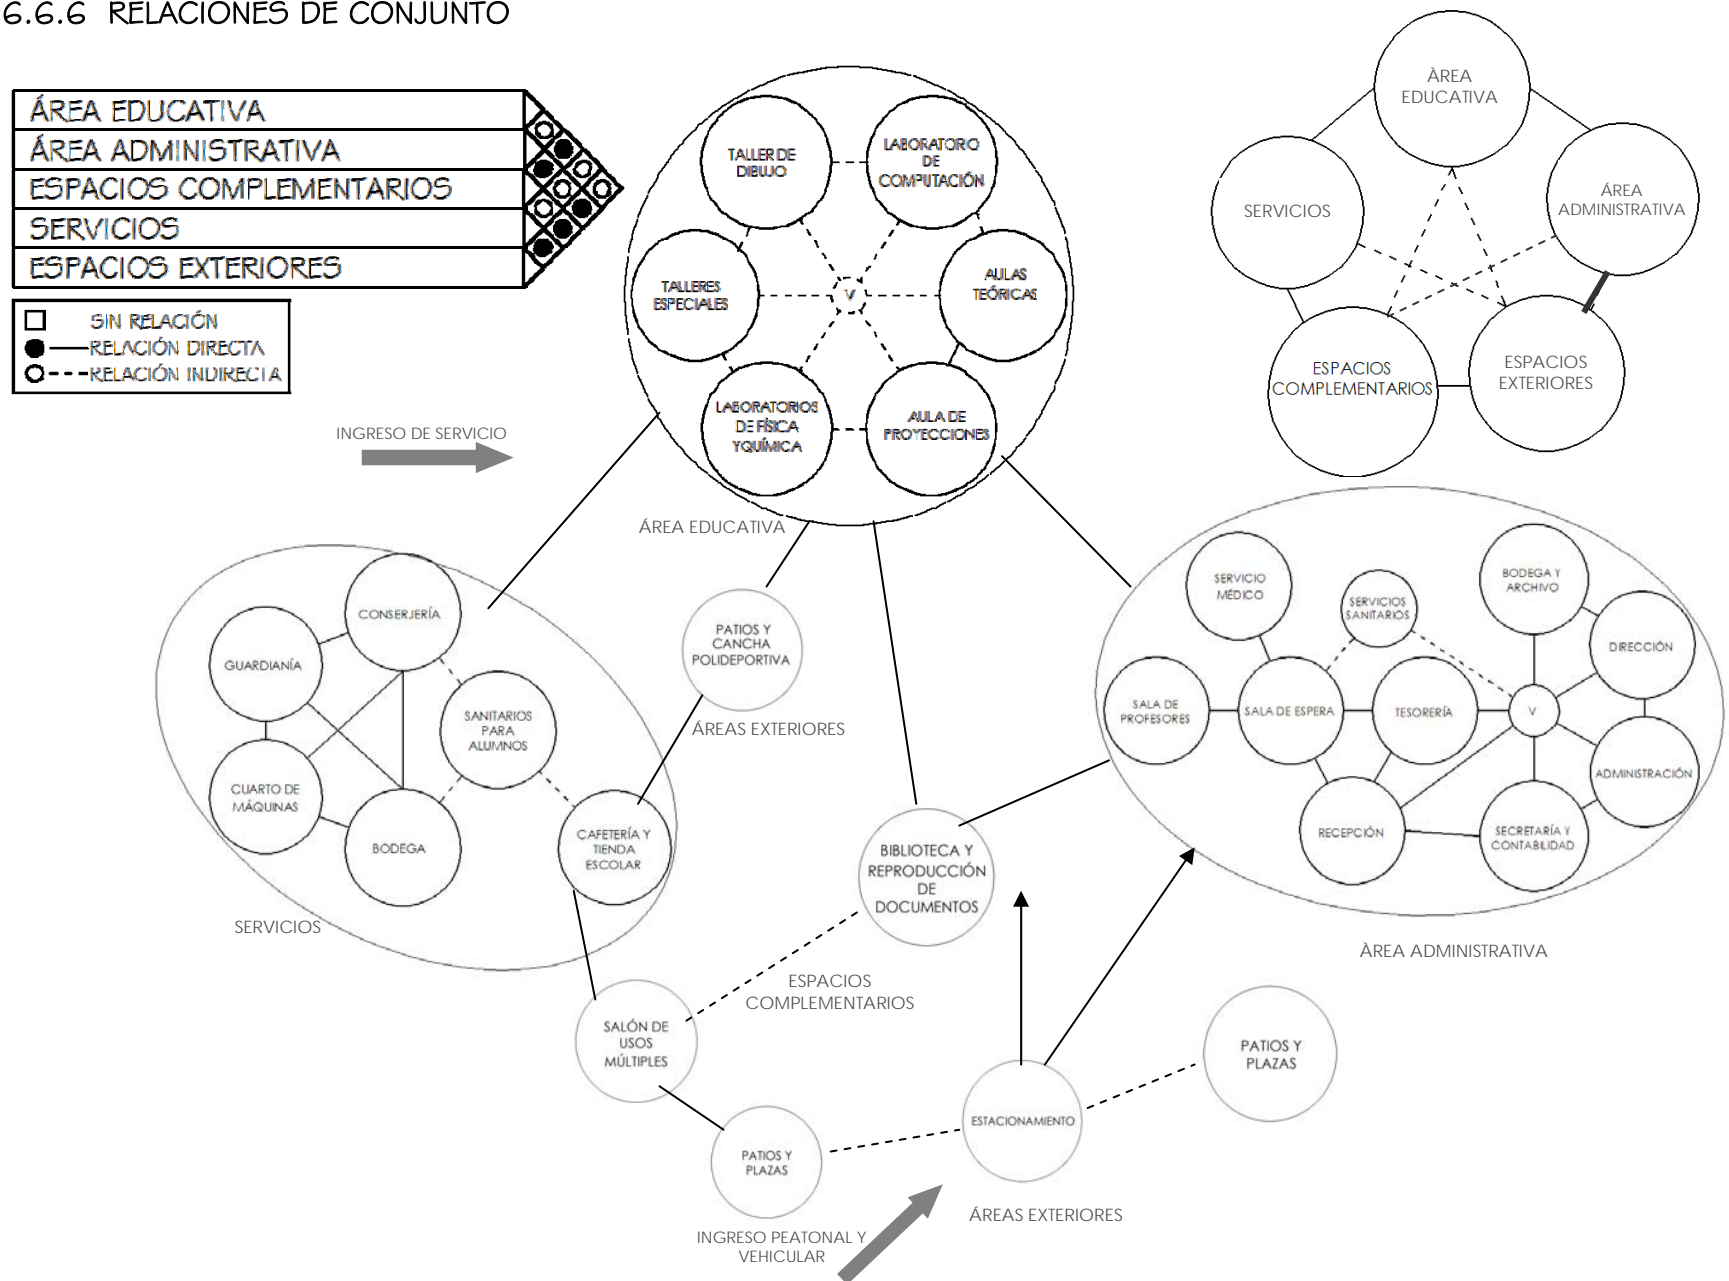 6.6.6 RELACIONES DE CONJUNTO
ÁREA EDUCATIVA
ÁREA ADMINISTRATIVA
ESPACIOS COMPLEMENTARIOS
SERVICIOS
ESPACIOS EXTERIORES
SIN RELACIÓN
RELACIÓN DIRECTA
RELACIÓN INDIRECTA
ÀREA
EDUCATIVA
ÁREA
ADMINISTRATIVA
SERVICIOS
ESPACIOS
COMPLEMENTARIOS
ESPACIOS
EXTERIORES
TALLER DE
DIBUJO
LABORATORIO
DE
COMPUTACIÓN
TALLERES
ESPECIALES
V
AULAS
TEÓRICAS
LABORATORIOS
DE FÍSICA
YQUÍMICA
AULA DE
PROYECCIONES
INGRESO DE SERVICIO
ÁREA EDUCATIVA
CONSERJERÍA
GUARDIANÍA
SANITARIOS
PARA
ALUMNOS
CUARTO DE
MÁQUINAS
BODEGA
CAFETERÍA Y
TIENDA
ESCOLAR
SERVICIOS
PATIOS Y
CANCHA
POLIDEPORTIVA
ÁREAS EXTERIORES
SERVICIO
MÉDICO
SERVICIOS
SANITARIOS
BODEGA Y
ARCHIVO
DIRECCIÓN
SALA DE
PROFESORES
SALA DE ESPERA
TESORERÍA
V
ADMINISTRACIÓN
RECEPCIÓN
SECRETARÍA Y
CONTABILIDAD
ÀREA ADMINISTRATIVA
BIBLIOTECA Y
REPRODUCCIÓN
DE
DOCUMENTOS
ESPACIOS
COMPLEMENTARIOS
SALÓN DE
USOS
MÚLTIPLES
PATIOS Y
PLAZAS
ESTACIONAMIENTO
PATIOS Y
PLAZAS
ÁREAS EXTERIORES
INGRESO PEATONAL Y
VEHICULAR